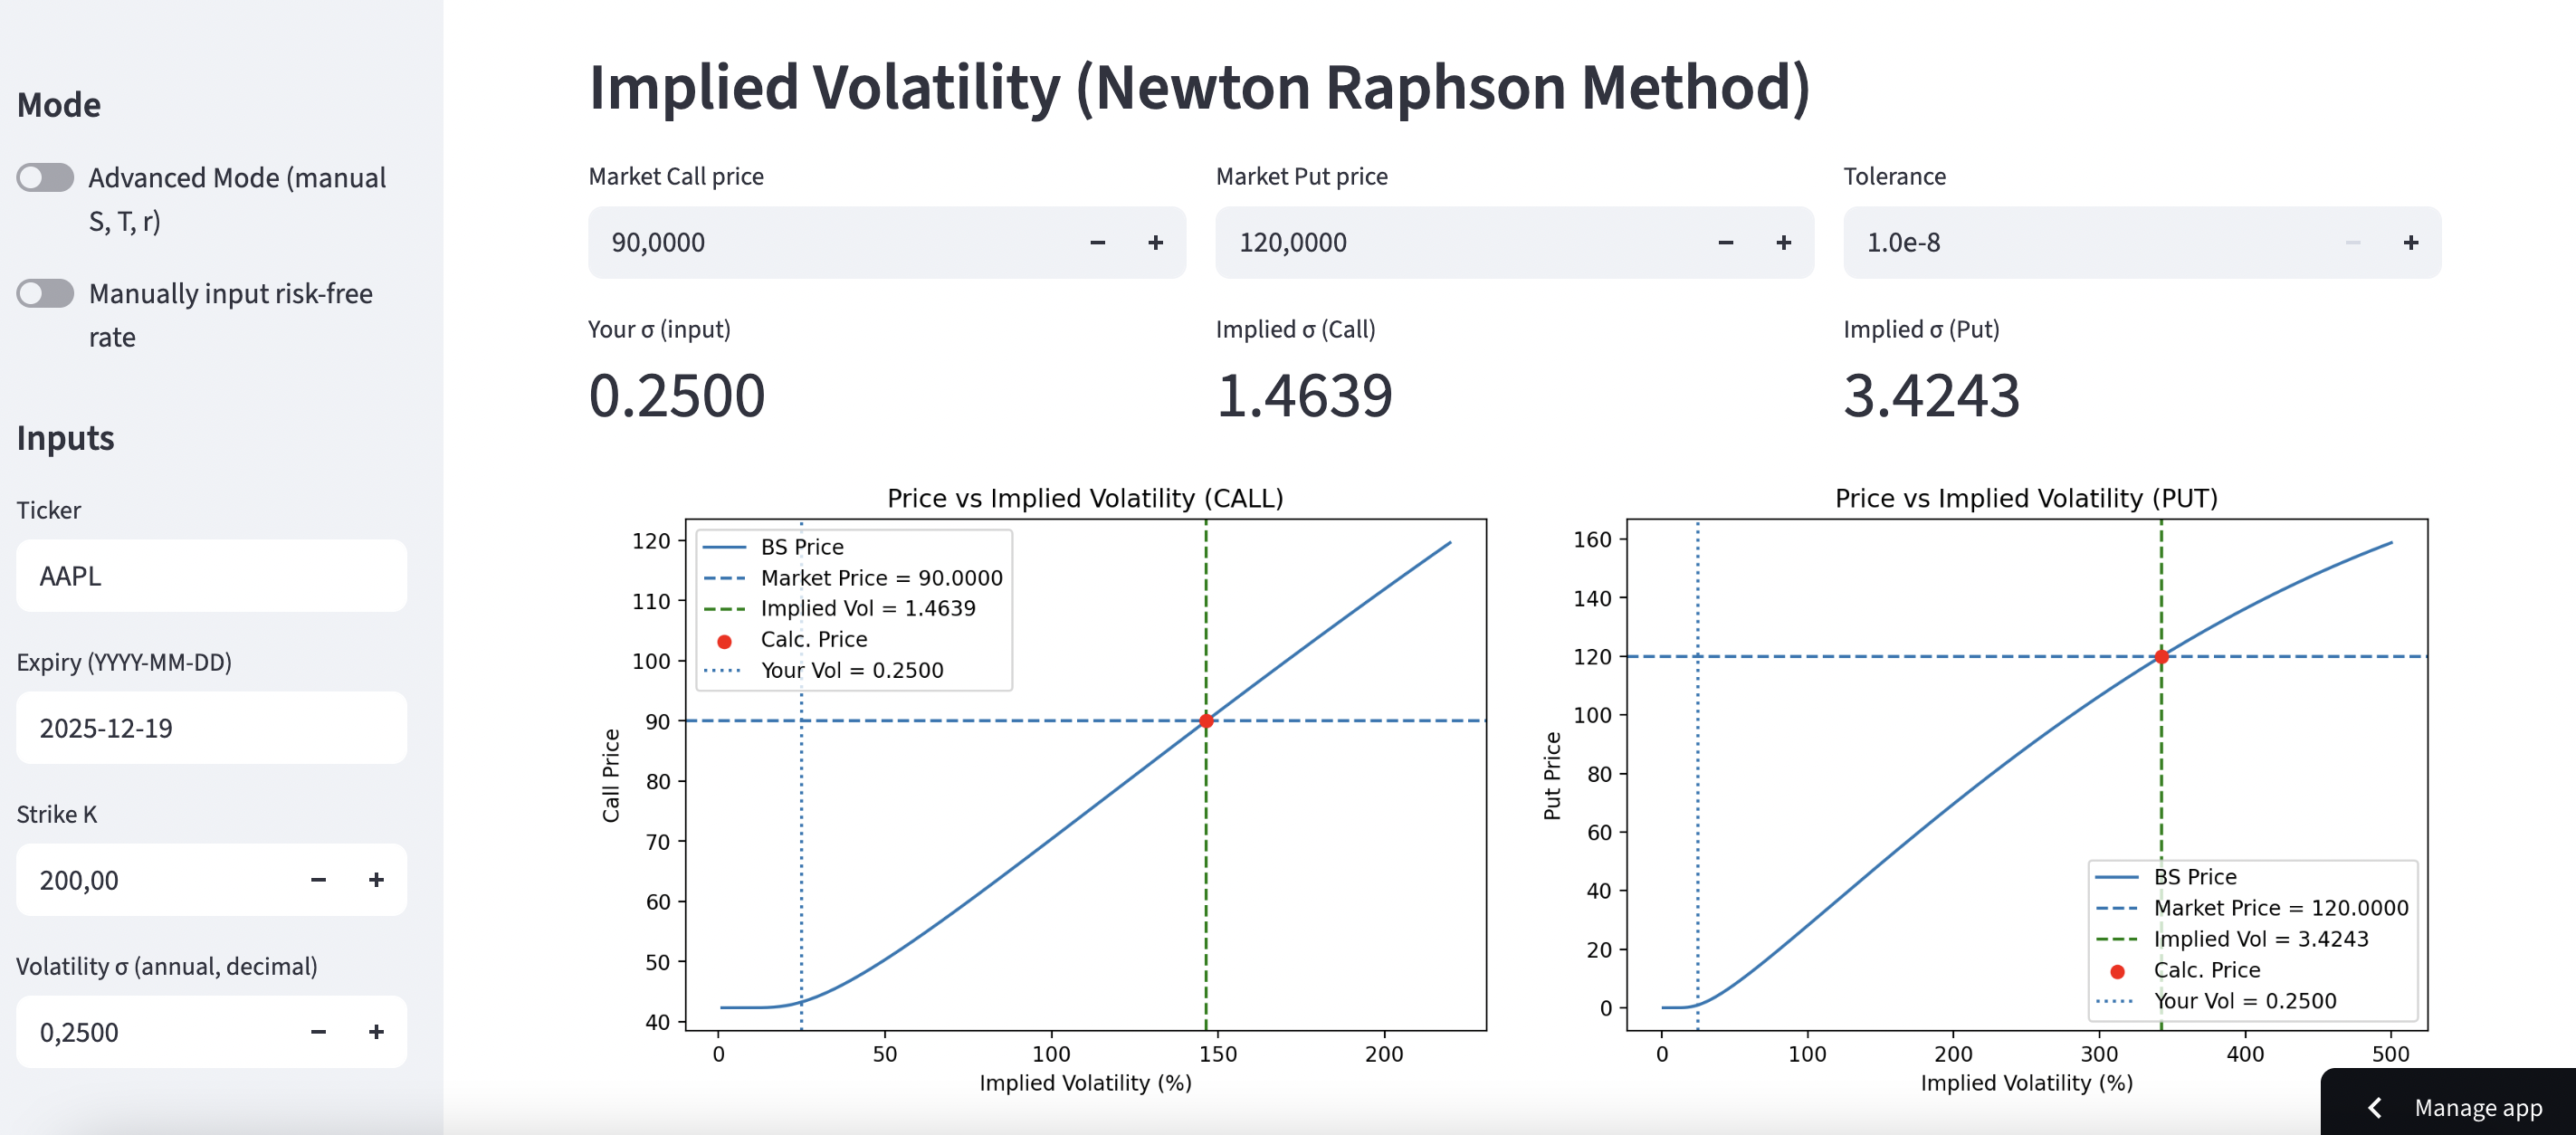 Mode
Advanced Mode (manual
S, T, r)
Manually input risk-free
rate
Inputs
Ticker
AAPL
Expiry (YYYY-MM-DD)
2025-12-19
Strike K
200,00
− +
Volatility σ (annual, decimal)
0,2500
− +
Implied Volatility (Newton Raphson Method)
Market Call price
90,0000
− +
Market Put price
120,0000
− +
Tolerance
1.0e-8
− +
Your σ (input)
0.2500
Implied σ (Call)
1.4639
Implied σ (Put)
3.4243
Price vs Implied Volatility (CALL)
BS Price
Market Price = 90.0000
Implied Vol = 1.4639
Calc. Price
Your Vol = 0.2500
Call Price
120
110
100
90
80
70
60
50
40
0 50 100 150 200
Implied Volatility (%)
Price vs Implied Volatility (PUT)
Put Price
160
140
120
100
80
60
40
20
0
BS Price
Market Price = 120.0000
Implied Vol = 3.4243
Calc. Price
Your Vol = 0.2500
0 100 200 300 400 500
Implied Volatility (%)
Manage app